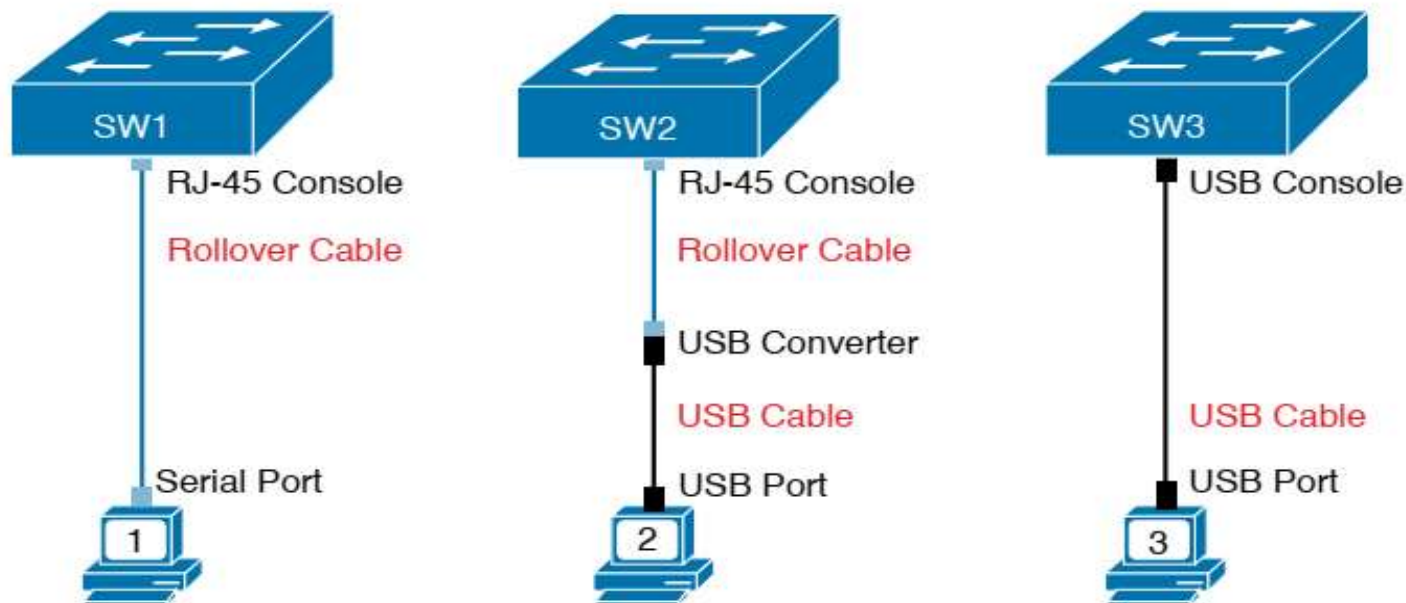 SW1
RJ-45 Console
Rollover Cable
Serial Port
1
SW2
RJ-45 Console
Rollover Cable
USB Converter
USB Cable
USB Port
2
SW3
USB Console
USB Cable
USB Port
3